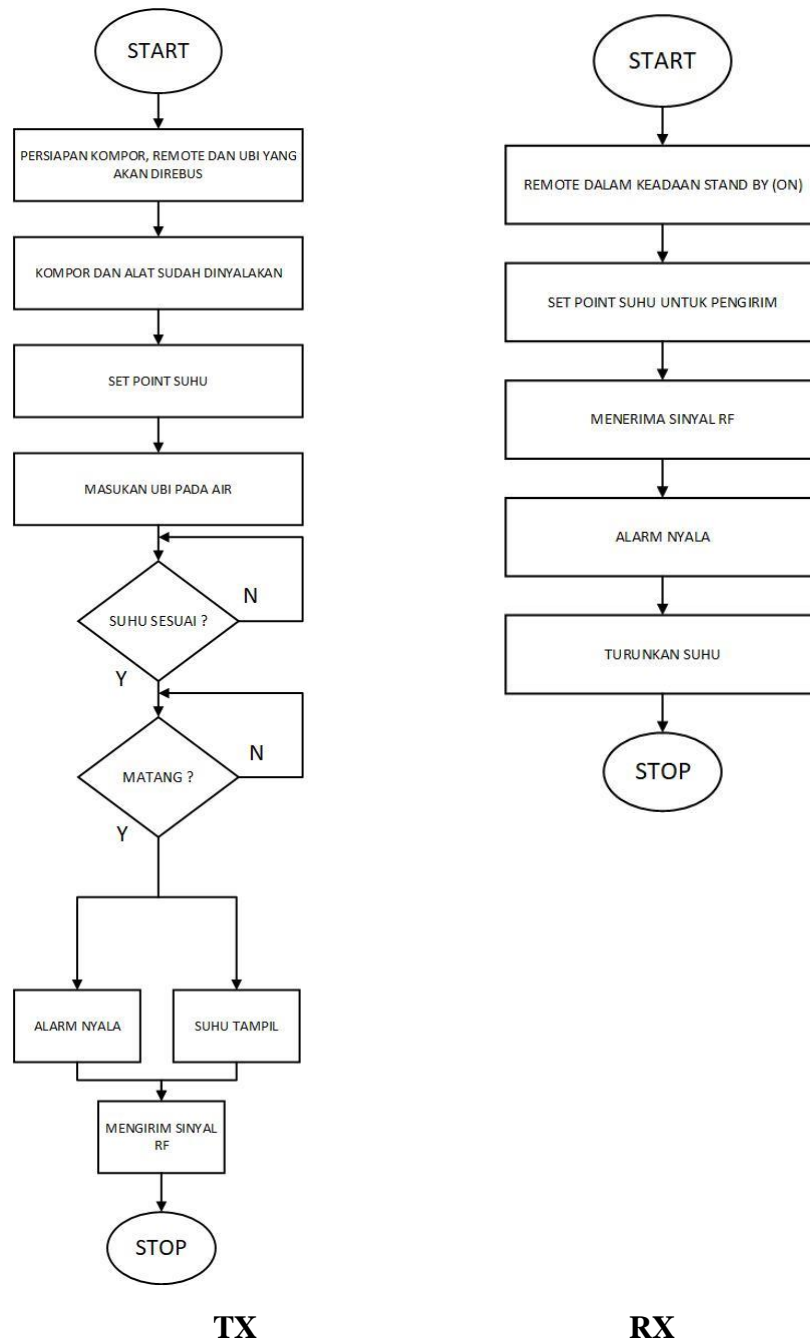 START
PERSIAPAN KOMPOR, REMOTE DAN UBI YANG
AKAN DIREBUS
KOMPOR DAN ALAT SUDAH DINYALAKAN
SET POINT SUHU
MASUKAN UBI PADA AIR
SUHU SESUAI ?
N
Y
MATANG ?
N
Y
ALARM NYALA
SUHU TAMPIL
MENGIRIM SINYAL
RF
STOP
TX
START
REMOTE DALAM KEADAAN STAND BY (ON)
SET POINT SUHU UNTUK PENGIRIM
MENERIMA SINYAL RF
ALARM NYALA
TURUNKAN SUHU
STOP
RX